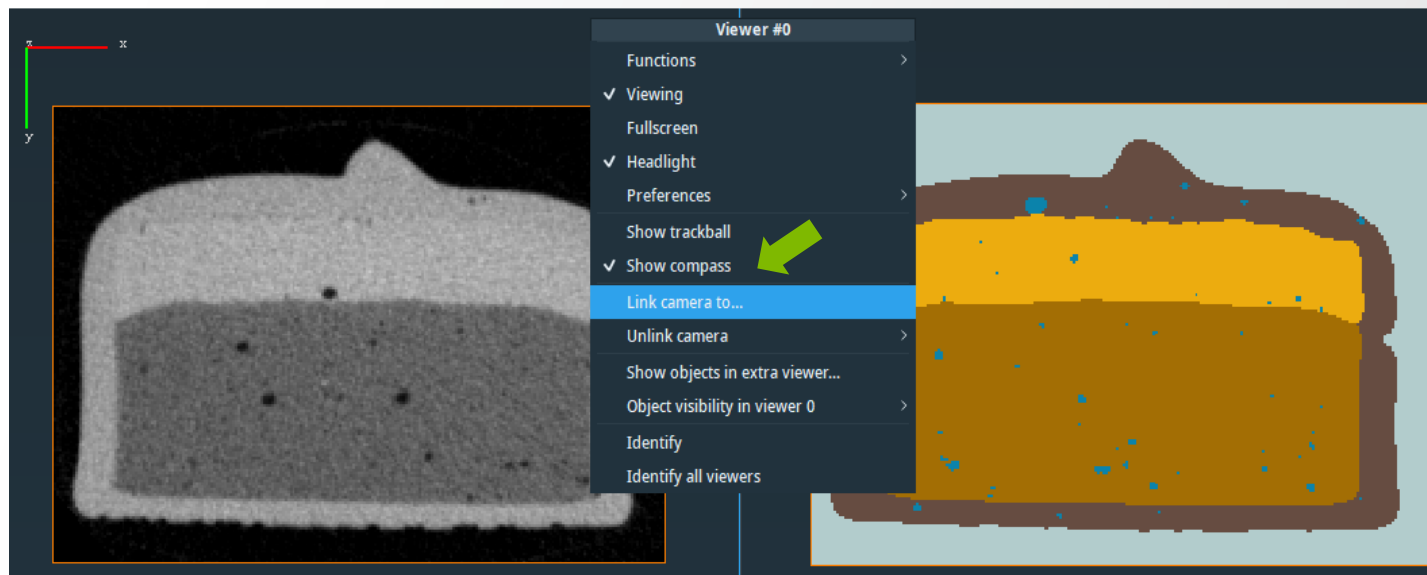 Viewer #0
z
x
y
Functions
Viewing
Fullscreen
Headlight
Preferences
Show trackball
Show compass
Link camera to...
Unlink camera
Show objects in extra viewer...
Object visibility in viewer 0
Identify
Identify all viewers